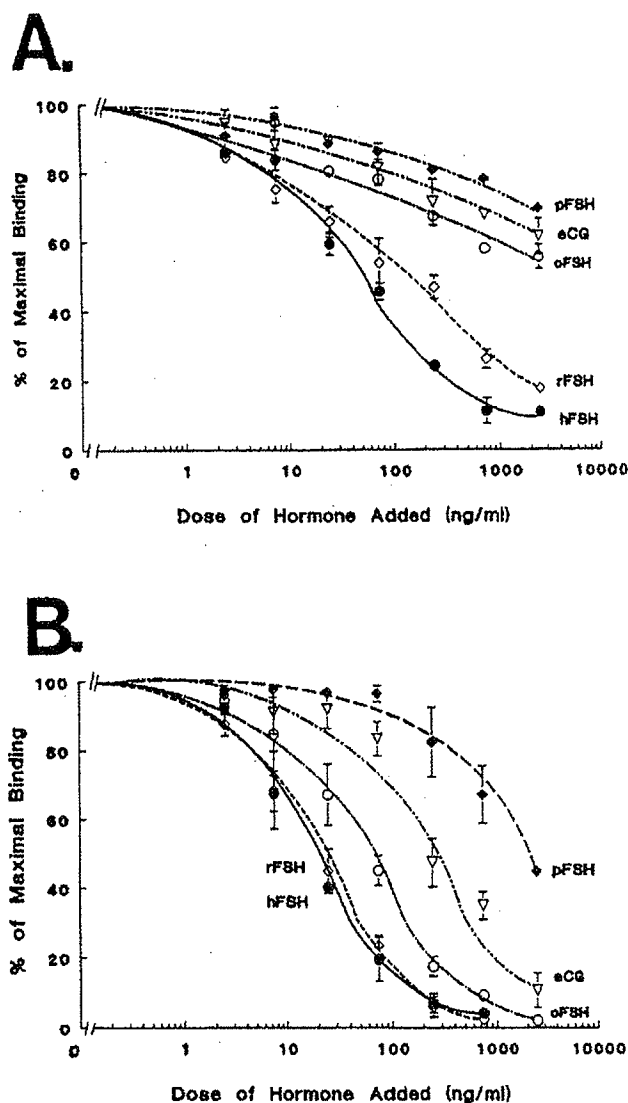 A.
% of Maximal Binding
100
80
60
40
20
0
pFSH
eCG
oFSH
rFSH
hFSH
0 1 10 100 1000 10000
Dose of Hormone Added (ng/ml)
B.
% of Maximal Binding
100
80
60
40
20
0
rFSH
hFSH
pFSH
eCG
oFSH
0 1 10 100 1000 10000
Dose of Hormone Added (ng/ml)